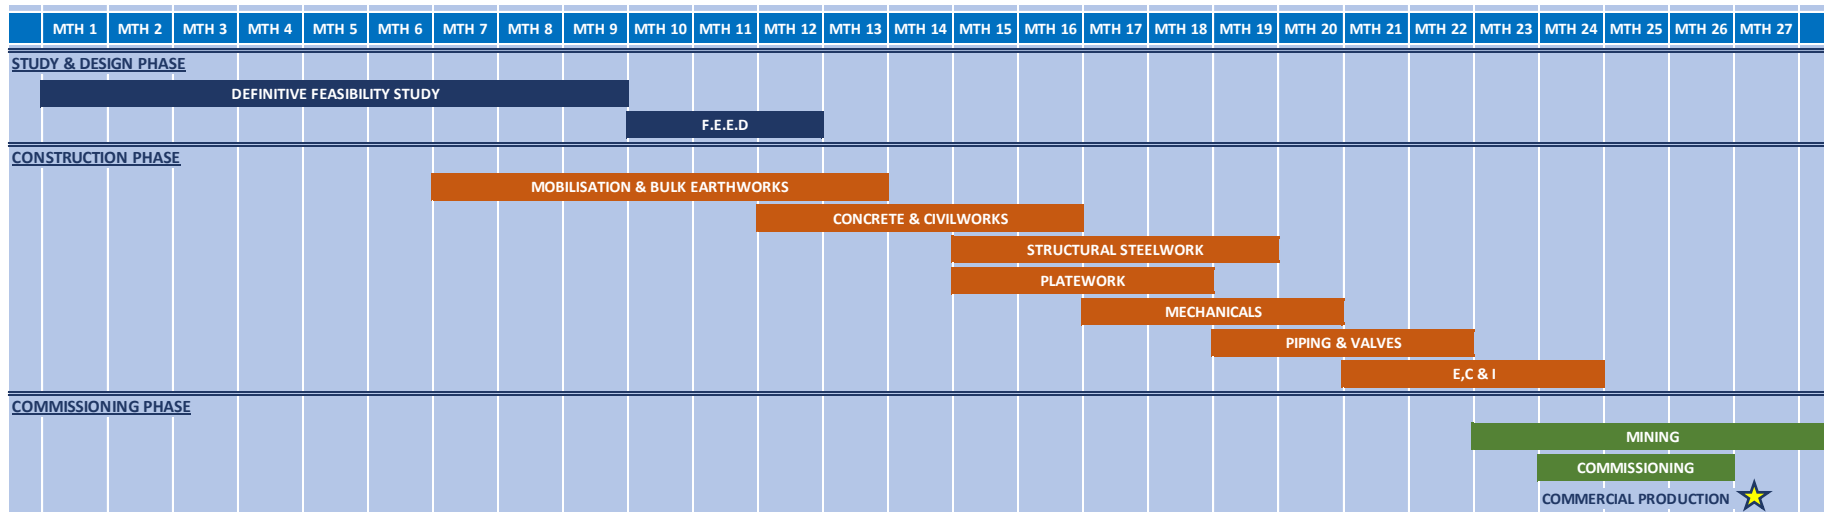 MTH 1 MTH 2 MTH 3 MTH 4 MTH 5 MTH 6 MTH 7 MTH 8 MTH 9 MTH 10 MTH 11 MTH 12 MTH 13 MTH 14 MTH 15 MTH 16 MTH 17 MTH 18 MTH 19 MTH 20 MTH 21 MTH 22 MTH 23 MTH 24 MTH 25 MTH 26 MTH 27
STUDY & DESIGN PHASE
DEFINITIVE FEASIBILITY STUDY
F.E.E.D
CONSTRUCTION PHASE
MOBILISATION & BULK EARTHWORKS
CONCRETE & CIVILWORKS
STRUCTURAL STEELWORK
PLATEWORK
MECHANICALS
PIPING & VALVES
E,C & I
COMMISSIONING PHASE
MINING
COMMISSIONING
COMMERCIAL PRODUCTION